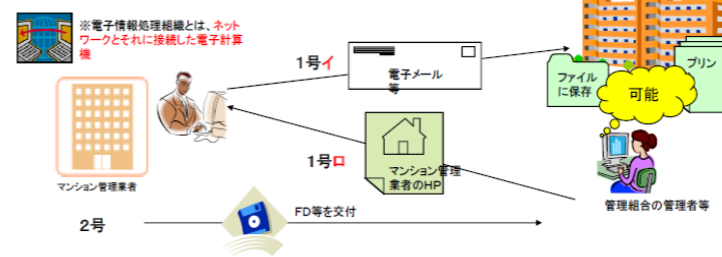 ※電子情報処理組織とは、ネット
ワークとそれに接続した電子計算
機
1号イ
電子メール
等
ファイル
に保存
プリン
可能
マンション管理業者
1号ロ
マンション管理
業者のHP
管理組合の管理者等
2号
FD等を交付